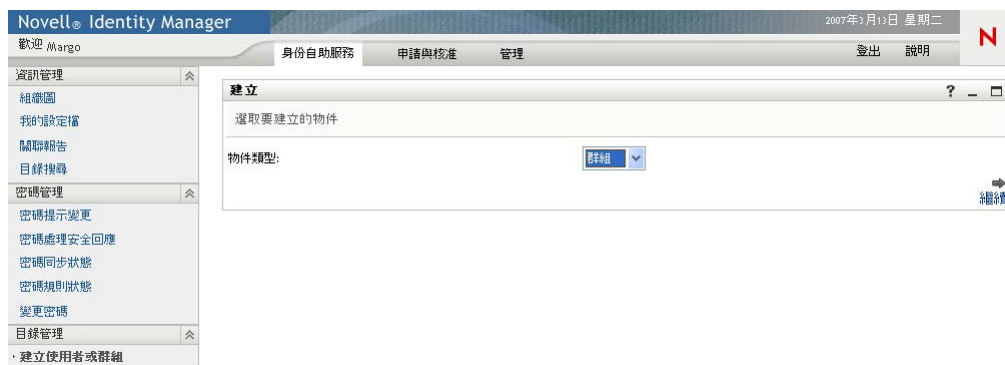 Novell® Identity Manager
2007年3月13日 星期二
歡迎 Margo
身份自助服務
申請與核准
管理
登出
說明
N
資訊管理
組織圖
我的設定檔
關聯報告
目錄搜尋
密碼管理
密碼提示變更
密碼處理安全回應
密碼同步狀態
密碼規則狀態
變更密碼
目錄管理
· 建立使用者或群組
建立
? _
選取要建立的物件
物件類型:
群組
繼續